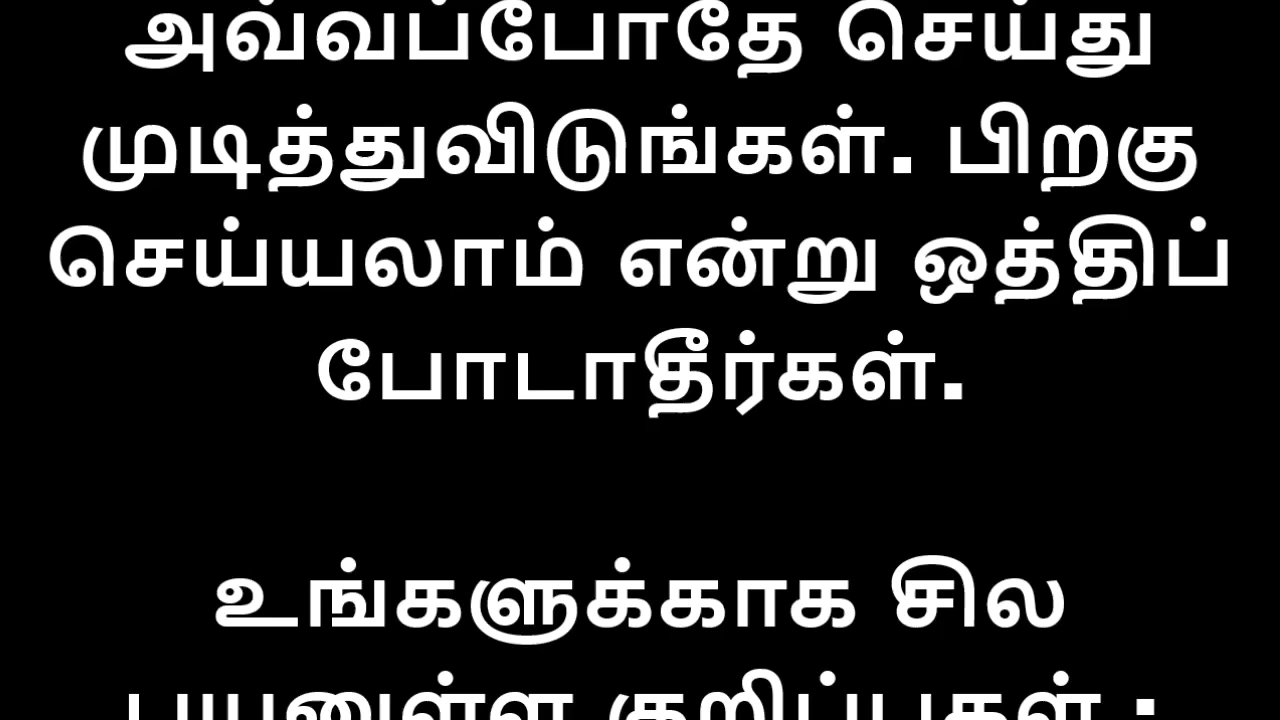 அவ்வப்போதே செய்து
முடித்துவிடுங்கள். பிறகு
செய்யலாம் என்று ஒத்திப்
போடாதீர்கள்.
உங்களுக்காக சில
பயனுள்ள குறிப்புகள் :